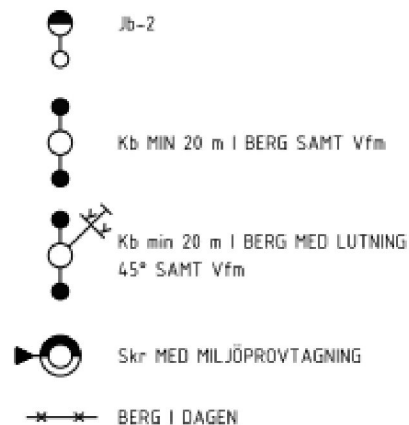 Jb-2
Kb MIN 20 m I BERG SAMT Vfm
Kb min 20 m I BERG MED LUTNING
45° SAMT Vfm
Skr MED MILJÖPROVTAGNING
BERG I DAGEN